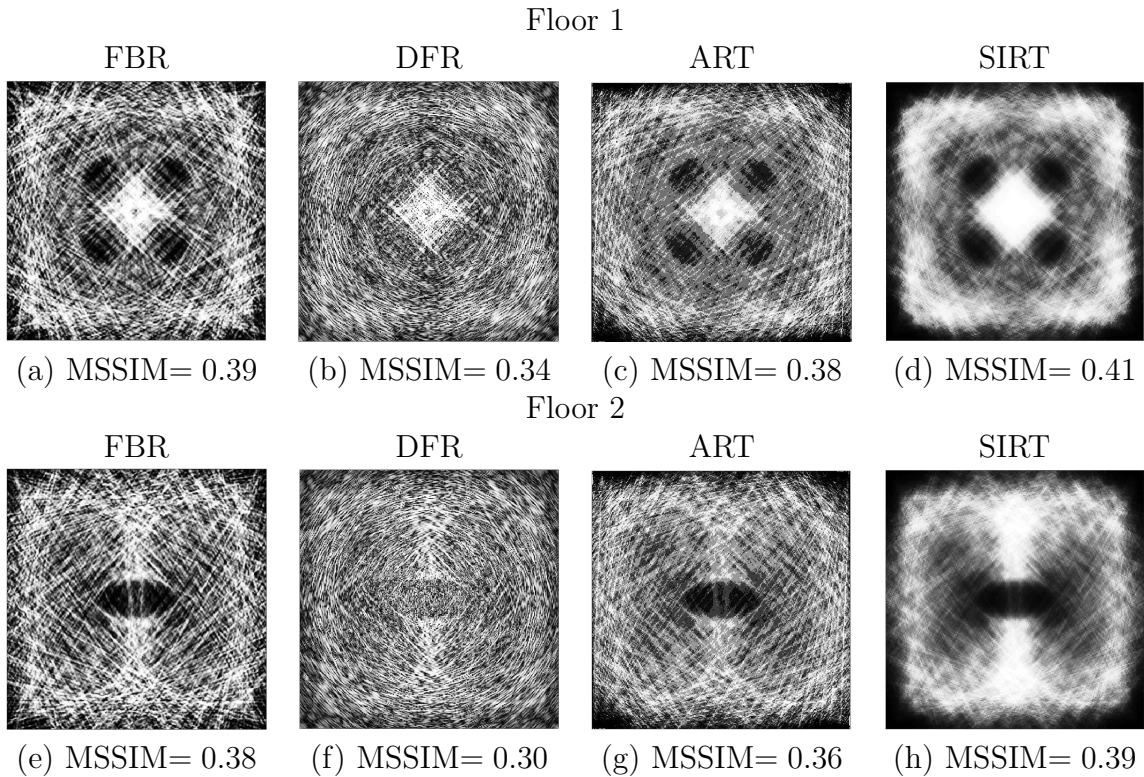 Floor 1
FBR DFR ART SIRT
(a) MSSIM= 0.39 (b) MSSIM= 0.34 (c) MSSIM= 0.38 (d) MSSIM= 0.41
Floor 2
FBR DFR ART SIRT
(e) MSSIM= 0.38 (f) MSSIM= 0.30 (g) MSSIM= 0.36 (h) MSSIM= 0.39